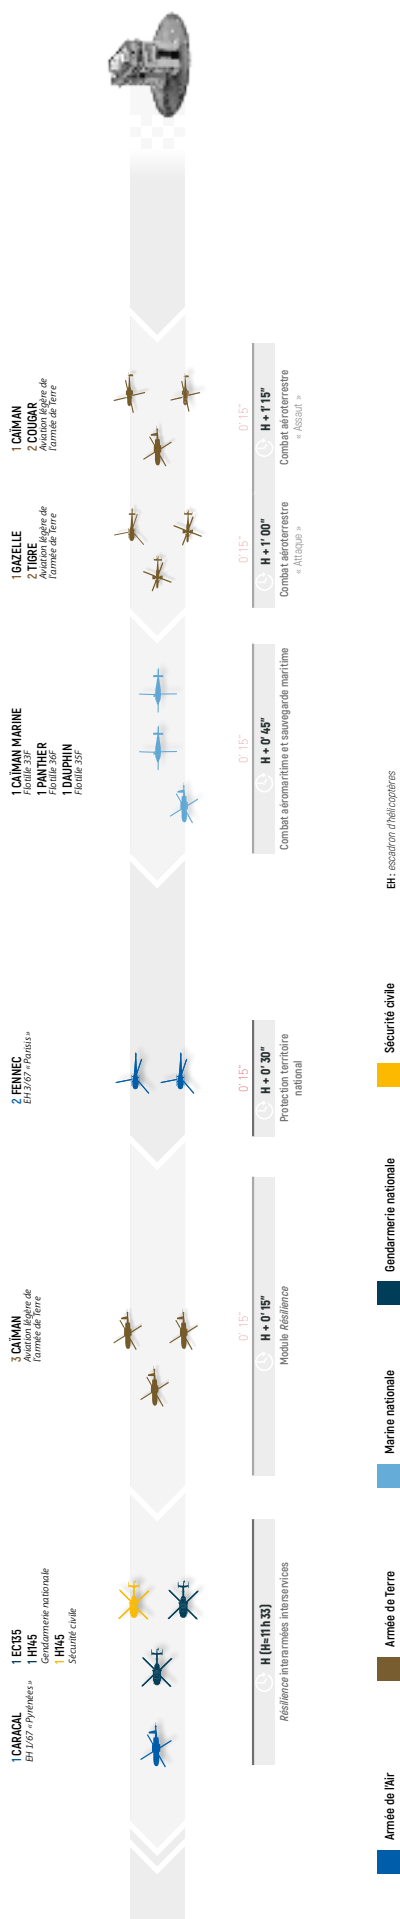 1 CARACAL
EH 1/67 « Pyrénées »
1 EC135
1 H145
Gendarmerie nationale
1 H145
Sécurité civile
H (H=11 h 33)
Résilience interarmées interservices
3 CAÏMAN
Aviation légère de
l'armée de Terre
0'15"
H + 0'15"
Module Résilience
2 FENNEC
EH 3/67 « Parisis »
0'15"
H + 0'30"
Protection territoire
national
1 CAÏMAN MARINE
Flotille 33F
1 PANTHER
Flotille 36F
1 DAUPHIN
Flotille 35F
0'15"
H + 0'45"
Combat aéromaritime et sauvegarde maritime
1 GAZELLE
2 TIGRE
Aviation légère de
l'armée de Terre
0'15"
H + 1'00"
Combat aéroterrestre
« Attaque »
1 CAÏMAN
2 COUGAR
Aviation légère de
l'armée de Terre
0'15"
H + 1'15"
Combat aéroterrestre
« Assaut »
Armée de l'Air
Armée de Terre
Marine nationale
Gendarmerie nationale
Sécurité civile
EH : escadron d'hélicoptères